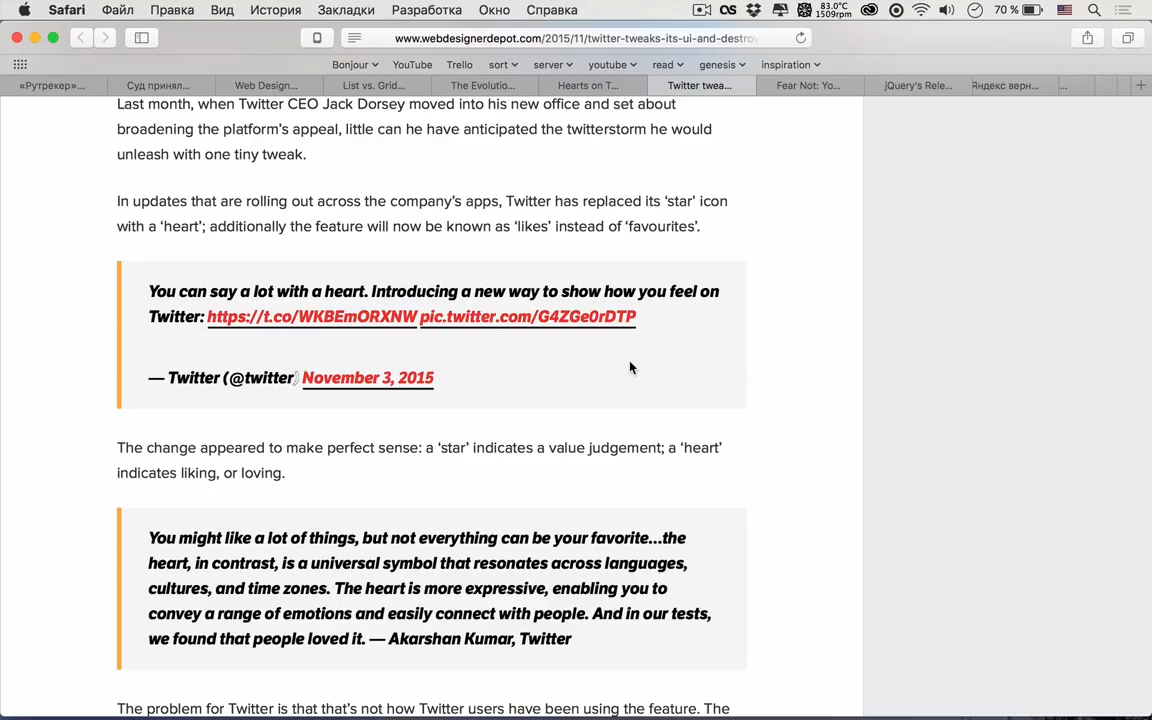 Safari Файл Правка Вид История Закладки Разработка Окно Справка 83.0°C 1509rpm 70 %
www.webdesignerdepot.com/2015/11/twitter-tweaks-its-ui-and-destroy
Bonjour YouTube Trello sort server youtube read genesis inspiration
«Рутрекер»... Суд принял... Web Design... List vs. Grid... The Evolutio... Hearts on T... Twitter twea... Fear Not: Yo... jQuery's Rele... Яндекс верн... ...
Last month, when Twitter CEO Jack Dorsey moved into his new office and set about
broadening the platform’s appeal, little can he have anticipated the twitterstorm he would
unleash with one tiny tweak.
In updates that are rolling out across the company’s apps, Twitter has replaced its ‘star’ icon
with a ‘heart’; additionally the feature will now be known as ‘likes’ instead of ‘favourites’.
You can say a lot with a heart. Introducing a new way to show how you feel on
Twitter: https://t.co/WKBEmORXNW pic.twitter.com/G4ZGe0rDTP
— Twitter (@twitter) November 3, 2015
The change appeared to make perfect sense: a ‘star’ indicates a value judgement; a ‘heart’
indicates liking, or loving.
You might like a lot of things, but not everything can be your favorite…the
heart, in contrast, is a universal symbol that resonates across languages,
cultures, and time zones. The heart is more expressive, enabling you to
convey a range of emotions and easily connect with people. And in our tests,
we found that people loved it. — Akarshan Kumar, Twitter
The problem for Twitter is that that’s not how Twitter users have been using the feature. The